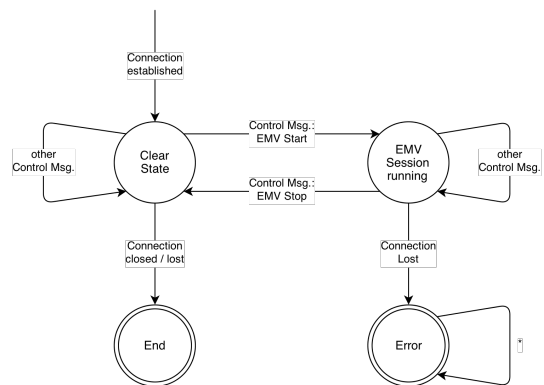 Connection
established
Control Msg.:
EMV Start
other
Control Msg.
Clear
State
EMV
Session
running
other
Control Msg.
Control Msg.:
EMV Stop
Connection
closed / lost
Connection
Lost
End
Error
*